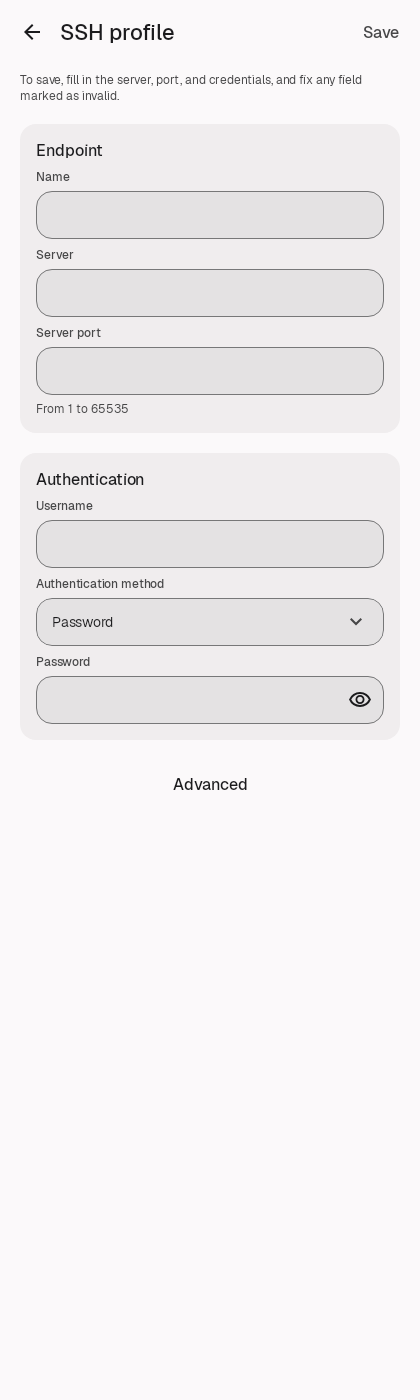 SSH profile
Save
To save, fill in the server, port, and credentials, and fix any field
marked as invalid.
Endpoint
Name
Server
Server port
From 1 to 65535
Authentication
Username
Authentication method
Password
Password
Advanced